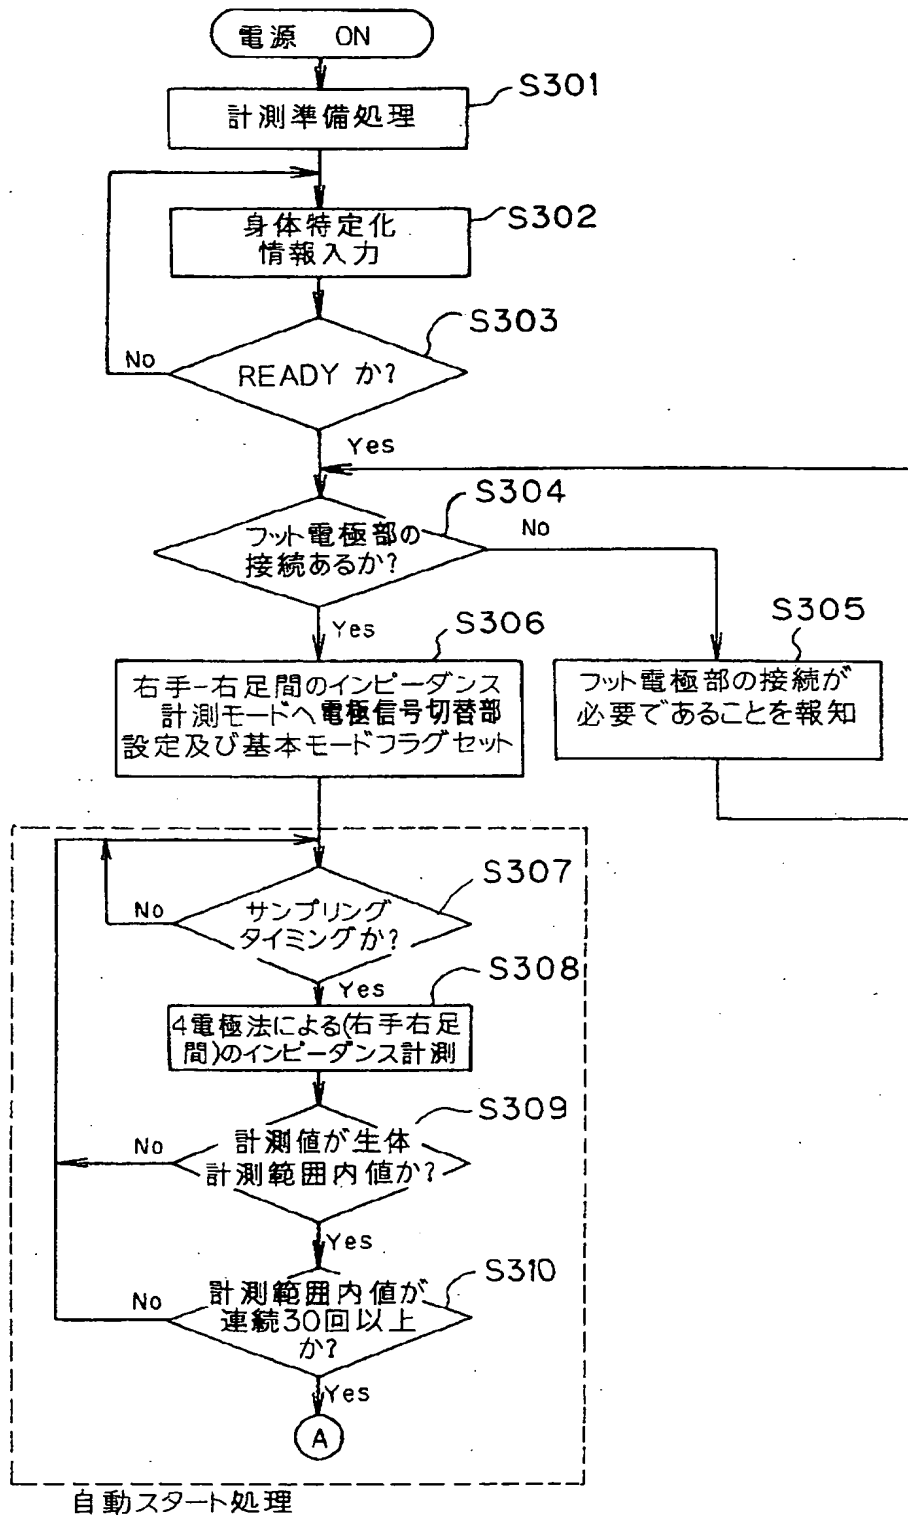 電源 ON
S301
計測準備処理
S302
身体特定化
情報入力
S303
No
READY か?
Yes
S304
フット電極部の
接続あるか?
No
Yes
S306
右手-右足間のインピーダンス
計測モードへ電極信号切替部
設定及び基本モードフラグセット
S305
フット電極部の接続が
必要であることを報知
S307
No
サンプリング
タイミングか?
Yes
S308
4電極法による(右手右足
間)のインピーダンス計測
S309
No
計測値が生体
計測範囲内値か?
Yes
S310
No
計測範囲内値が
連続30回以上
か?
Yes
A
自動スタート処理